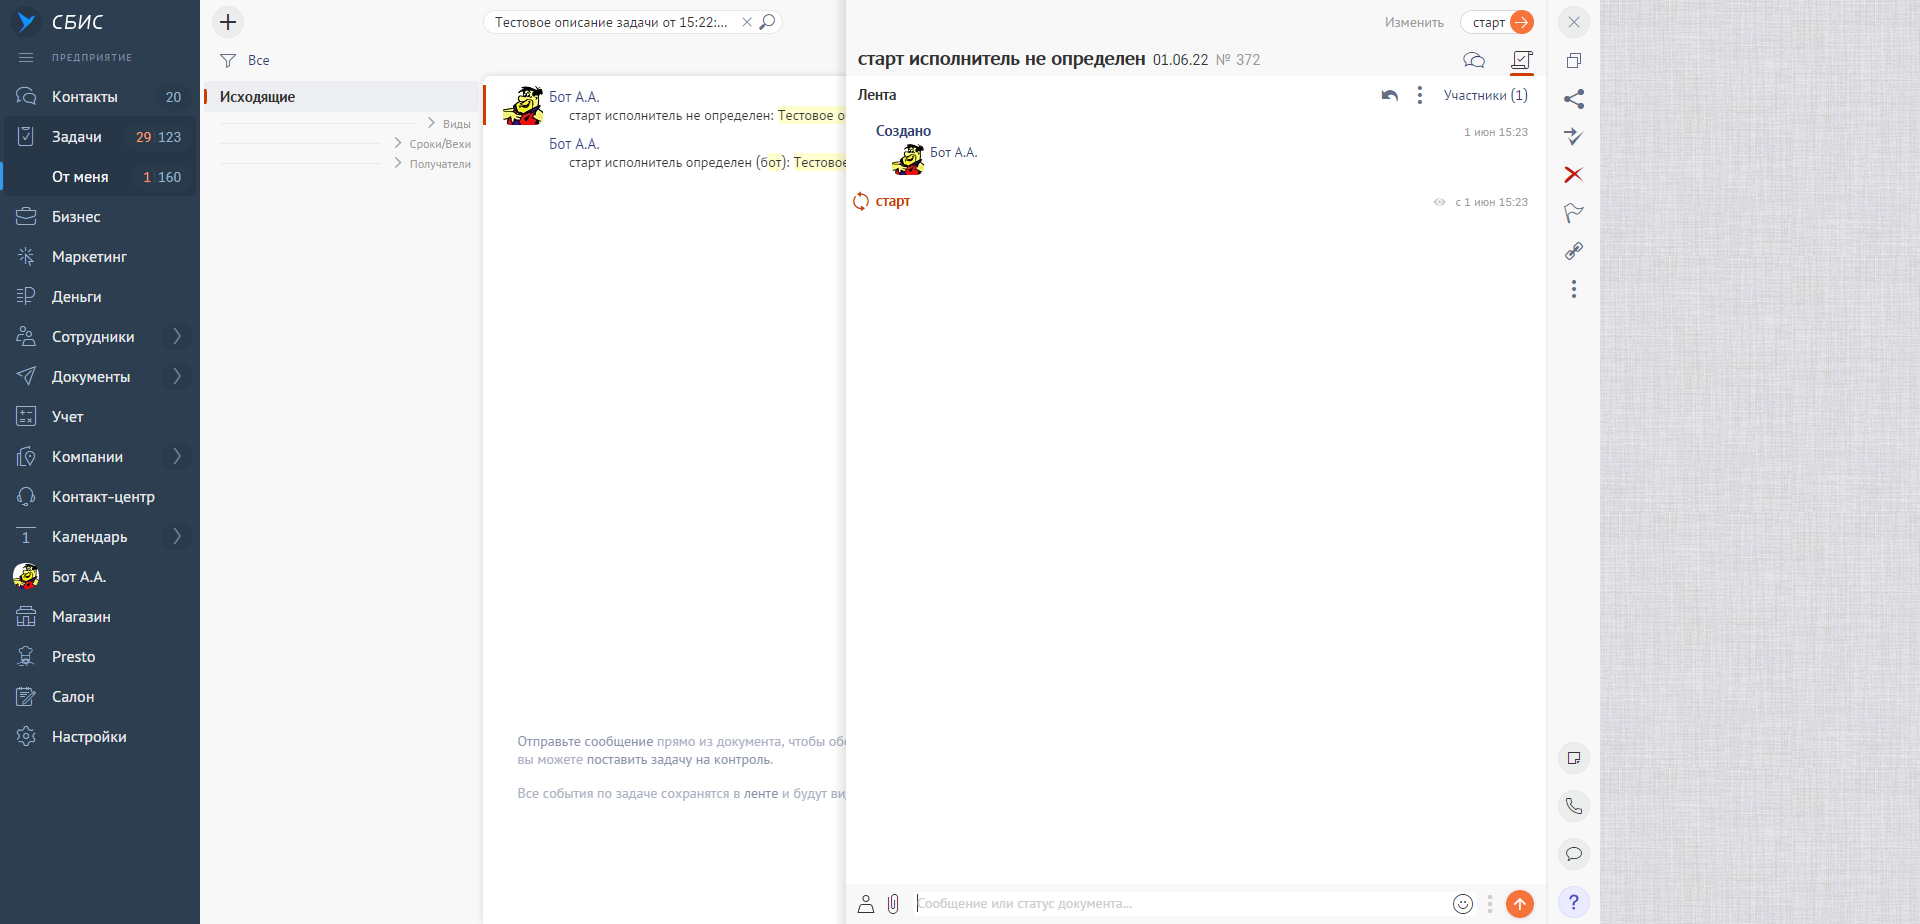 СБИС
ПРЕДПРИЯТИЕ
Контакты 20
Задачи 29 123
От меня 1 160
Бизнес
Маркетинг
Деньги
Сотрудники
Документы
Учет
Компании
Контакт-центр
1 Календарь
Бот А.А.
Магазин
Presto
Салон
Настройки
Тестовое описание задачи от 15:22:...
Все
Исходящие
Виды
Сроки/Вехи
Получатели
Бот А.А.
старт исполнитель не определен: Тестовое о
Бот А.А.
старт исполнитель определен (бот): Тестовое
Отправьте сообщение прямо из документа, чтобы об
вы можете поставить задачу на контроль.
Все события по задаче сохранятся в ленте и будут ви
Изменить старт
старт исполнитель не определен 01.06.22 № 372
Лента Участники (1)
Создано 1 июн 15:23
Бот А.А.
старт с 1 июн 15:23
Сообщение или статус документа...
?